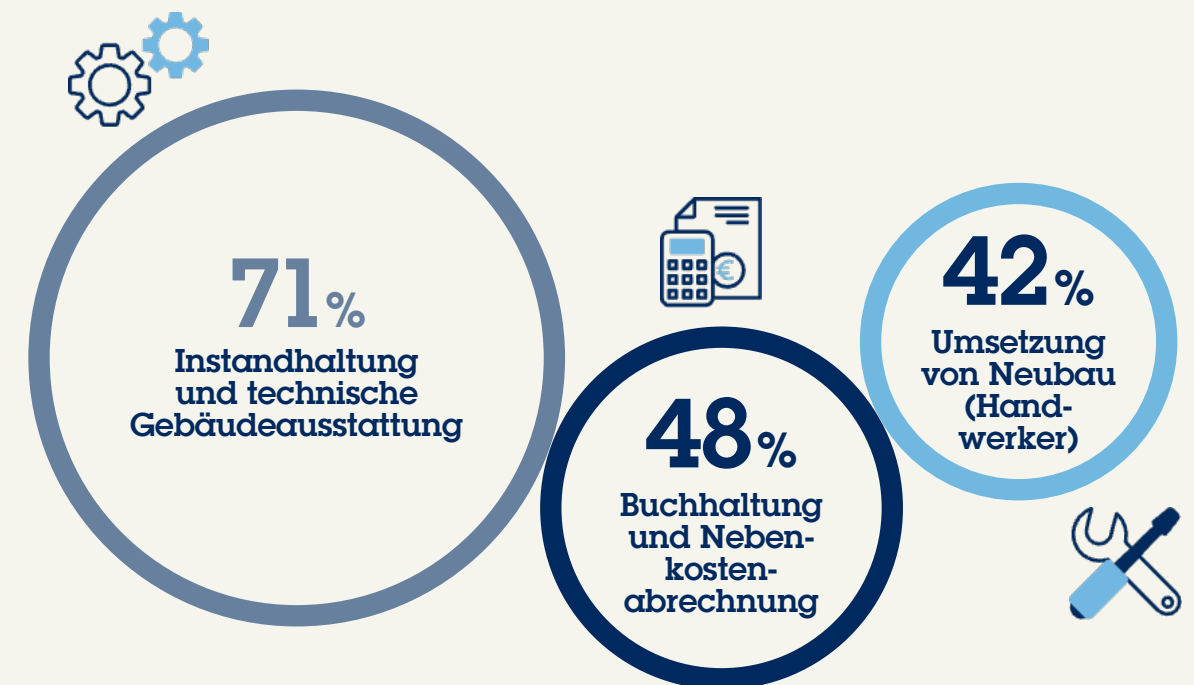 71%
Instandhaltung
und technische
Gebäudeausstattung
48%
Buchhaltung
und Neben-
kosten-
abrechnung
42%
Umsetzung
von Neubau
(Hand-
werker)
€